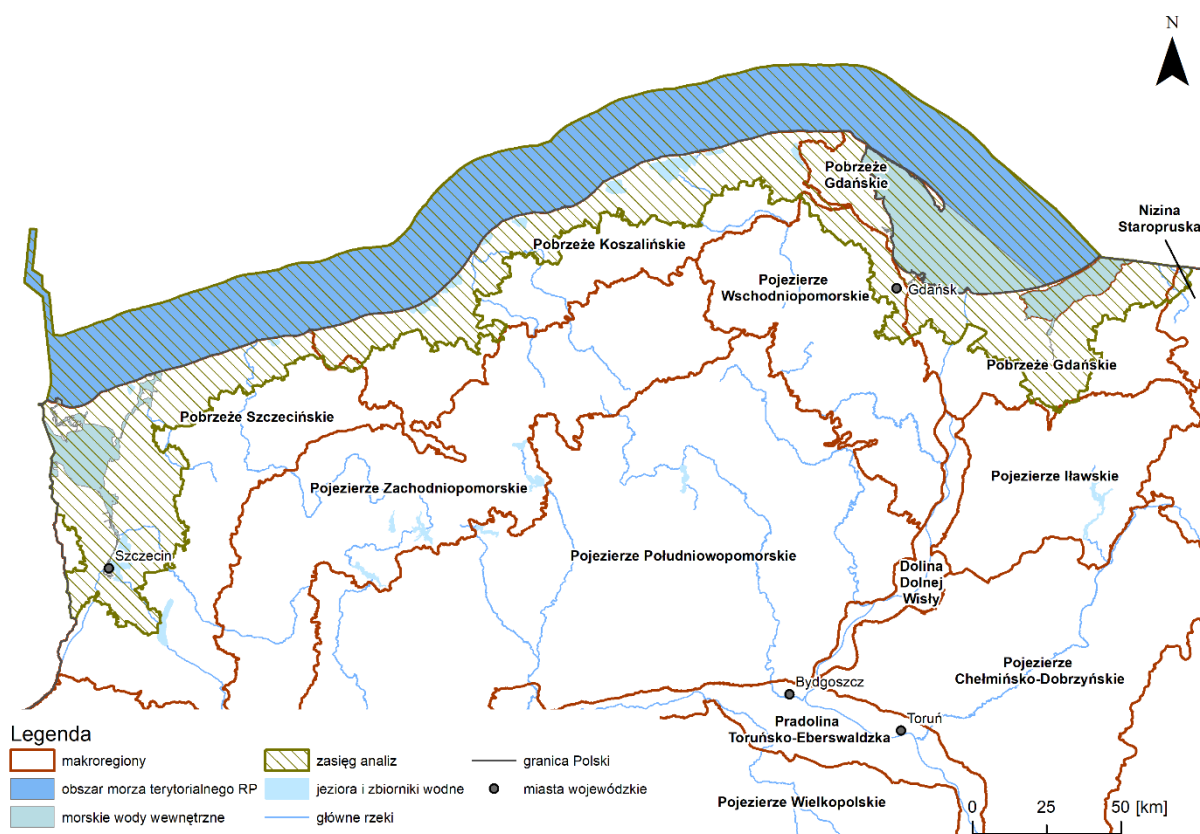 N
Pobrzeże
Gdańskie
Nizina
Staropruska
Pobrzeże Koszalińskie
Pojezierze
Wschodniopomorskie
Gdańsk
Pobrzeże Gdańskie
Pobrzeże Szczecińskie
Pojezierze Zachodniopomorskie
Pojezierze Iławskie
Szczecin
Pojezierze Południowopomorskie
Dolina
Dolnej
Wisły
Pojezierze
Chełmińsko-Dobrzyńskie
Bydgoszcz
Toruń
Pradolina
Toruńsko-Eberswaldzka
Pojezierze Wielkopolskie
Legenda
makroregiony
zasięg analiz
granica Polski
obszar morza terytorialnego RP
jeziora i zbiorniki wodne
miasta wojewódzkie
morskie wody wewnętrzne
główne rzeki
0 25 50 [km]